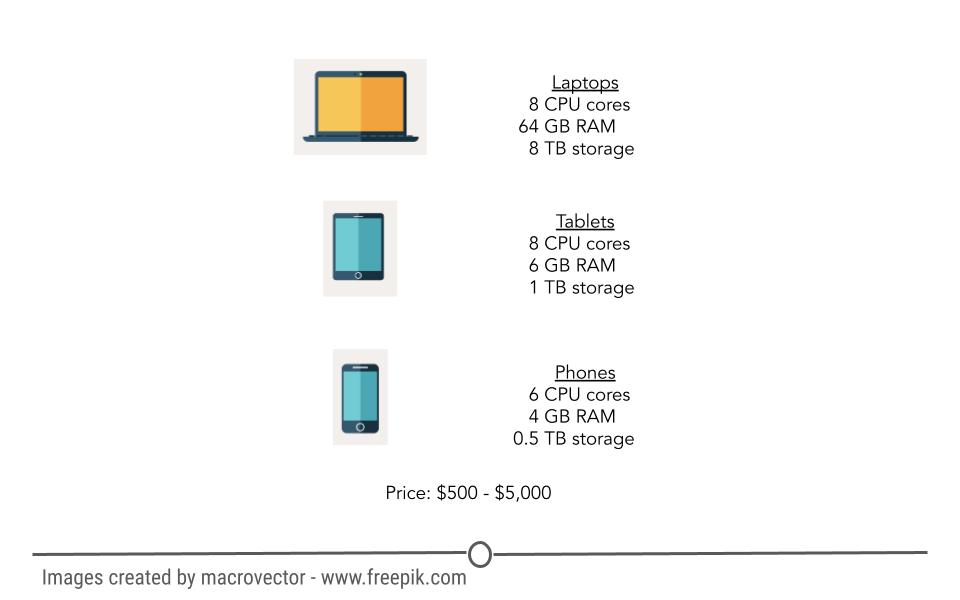 Laptops
8 CPU cores
64 GB RAM
8 TB storage
Tablets
8 CPU cores
6 GB RAM
1 TB storage
Phones
6 CPU cores
4 GB RAM
0.5 TB storage
Price: $500 - $5,000
Images created by macrovector - www.freepik.com